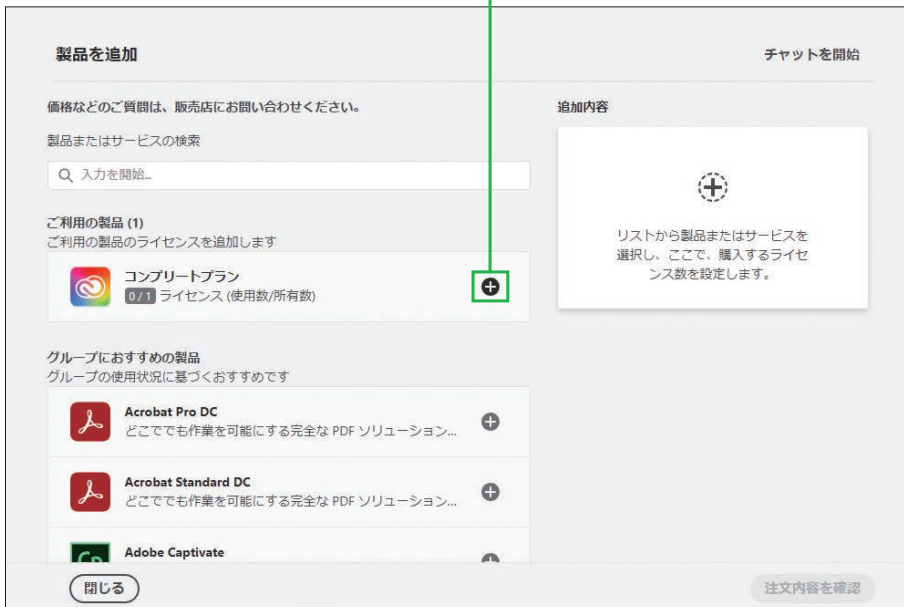 製品を追加
チャットを開始
価格などのご質問は、販売店にお問い合わせください。
製品またはサービスの検索
入力を開始...
ご利用の製品 (1)
ご利用の製品のライセンスを追加します
コンプリートプラン
0 / 1 ライセンス (使用数/所有数)
グループにおすすめの製品
グループの使用状況に基づくおすすめです
Acrobat Pro DC
どこででも作業を可能にする完全な PDF ソリューション...
Acrobat Standard DC
どこででも作業を可能にする完全な PDF ソリューション...
Cp
Adobe Captivate
追加内容
リストから製品またはサービスを
選択し、ここで、購入するライセ
ンス数を設定します。
閉じる
注文内容を確認